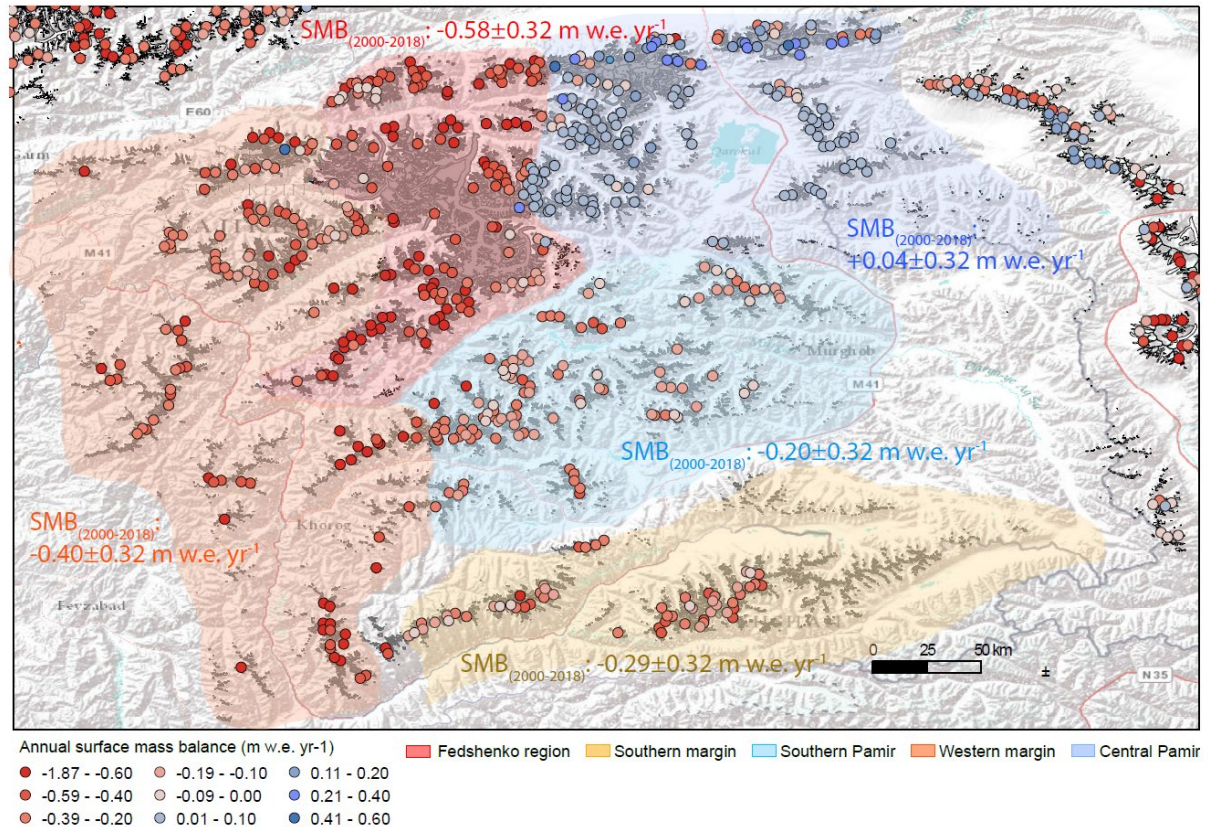 SMB(2000-2018): -0.58±0.32 m w.e. yr-1
E60
Qarokul
M41
SMB(2000-2018):
+0.04±0.32 m w.e. yr-1
Murghob
M41
SMB(2000-2018): -0.20±0.32 m w.e. yr-1
SMB(2000-2018):
-0.40±0.32 m w.e. yr-1
Khorog
Feyzabad
SMB(2000-2018): -0.29±0.32 m w.e. yr-1
0 25 50 km
±
N35
Annual surface mass balance (m w.e. yr-1)
-1.87 - -0.60
-0.59 - -0.40
-0.39 - -0.20
-0.19 - -0.10
-0.09 - 0.00
0.01 - 0.10
0.11 - 0.20
0.21 - 0.40
0.41 - 0.60
Fedshenko region
Southern margin
Southern Pamir
Western margin
Central Pamir